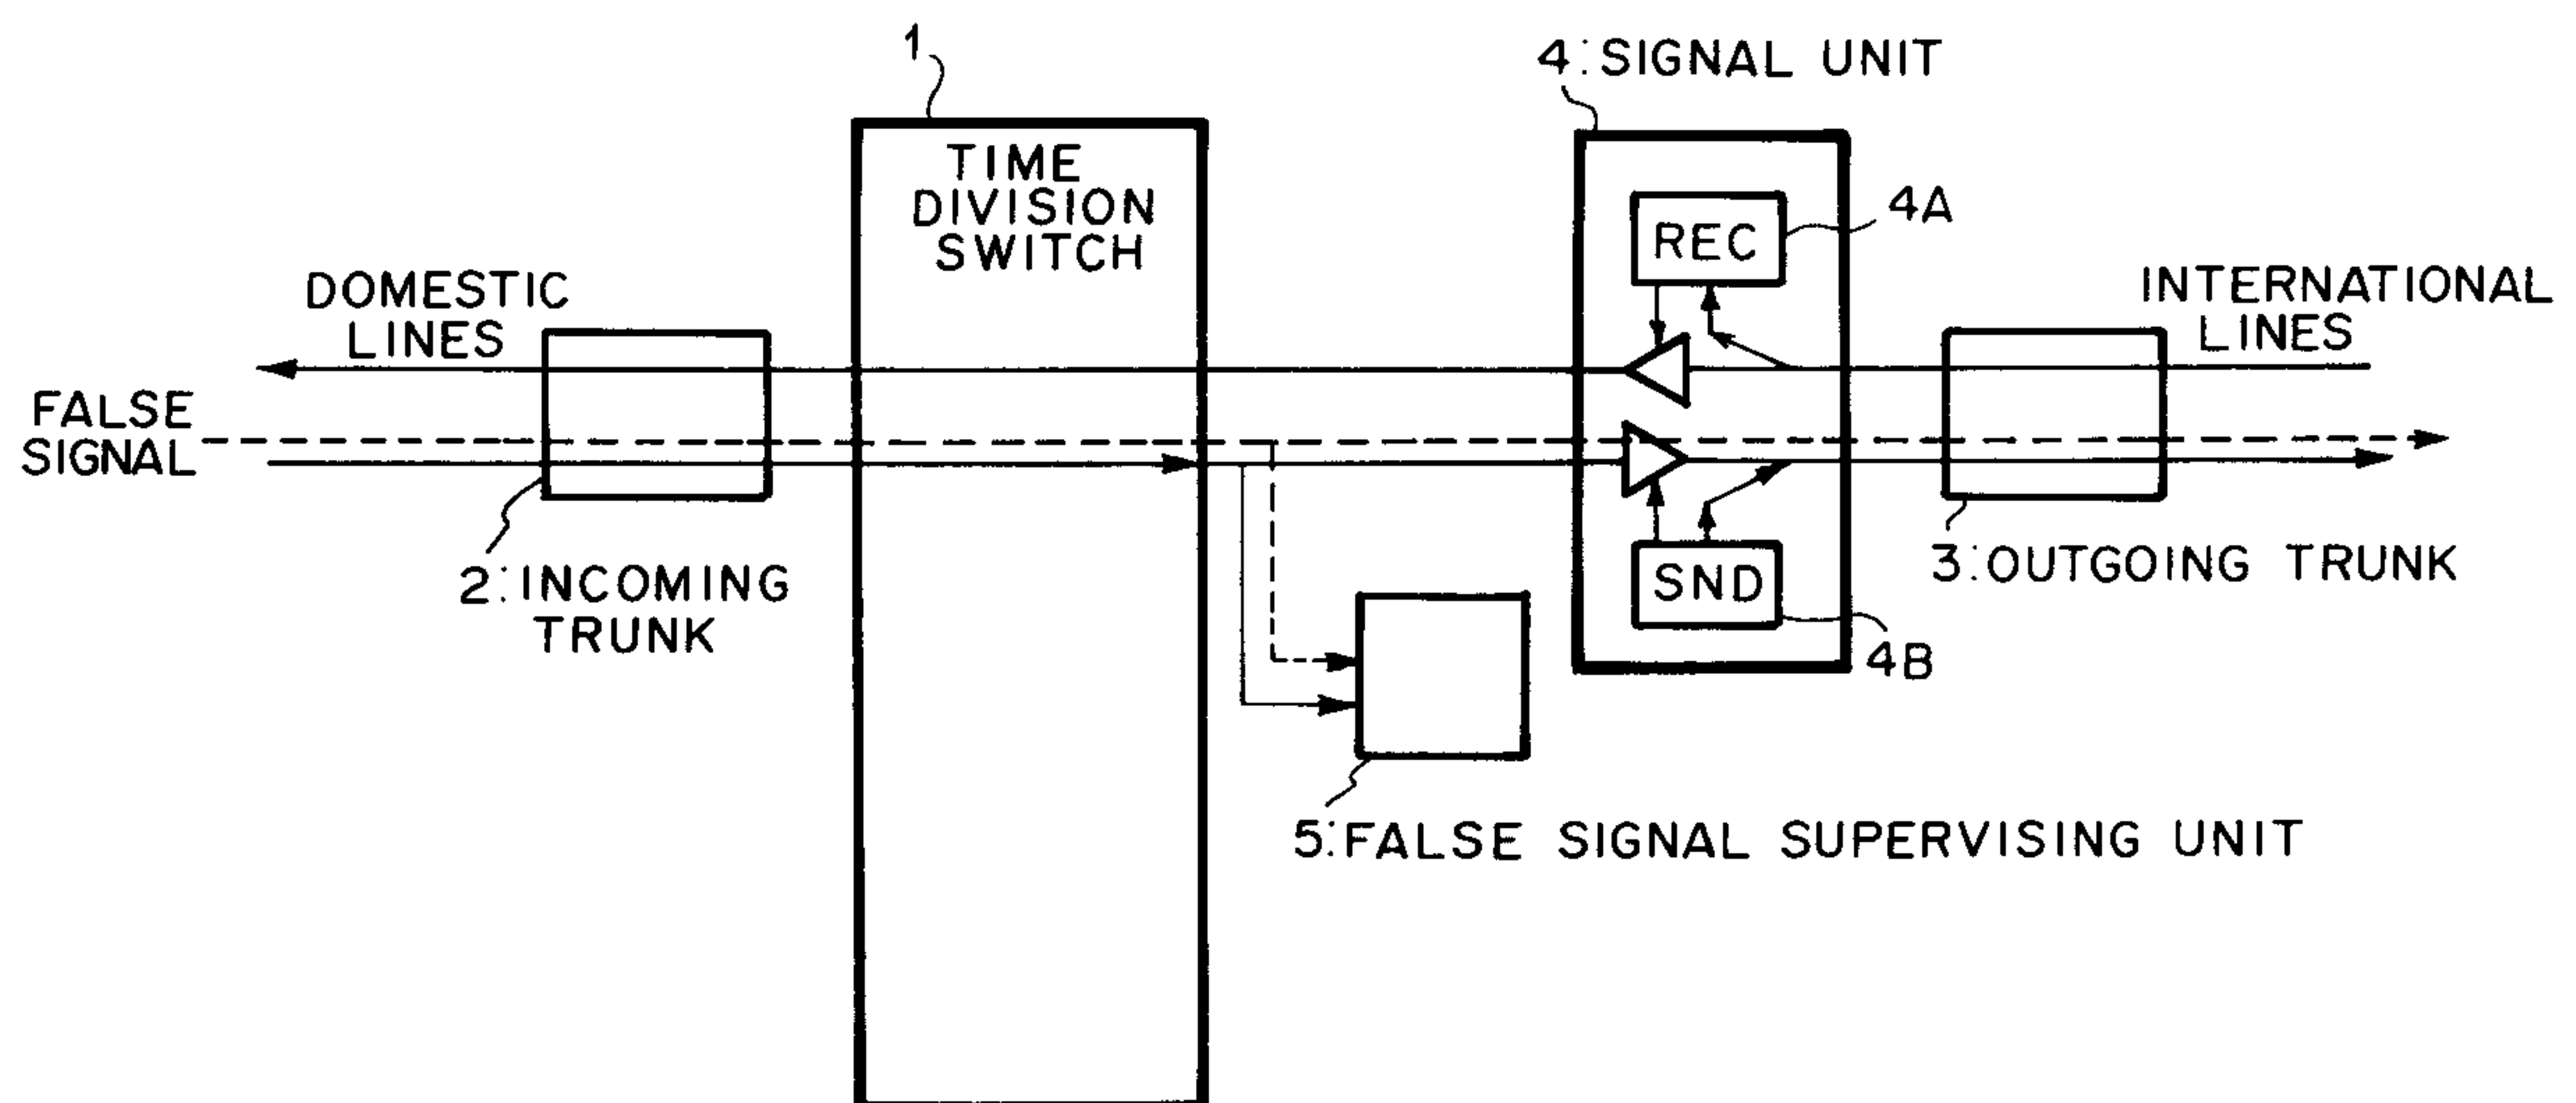 1
4:SIGNAL UNIT
TIME
DIVISION
SWITCH
4A
REC
DOMESTIC
LINES
INTERNATIONAL
LINES
FALSE
SIGNAL
2:INCOMING
TRUNK
SND
3:OUTGOING TRUNK
4B
5:FALSE SIGNAL SUPERVISING UNIT